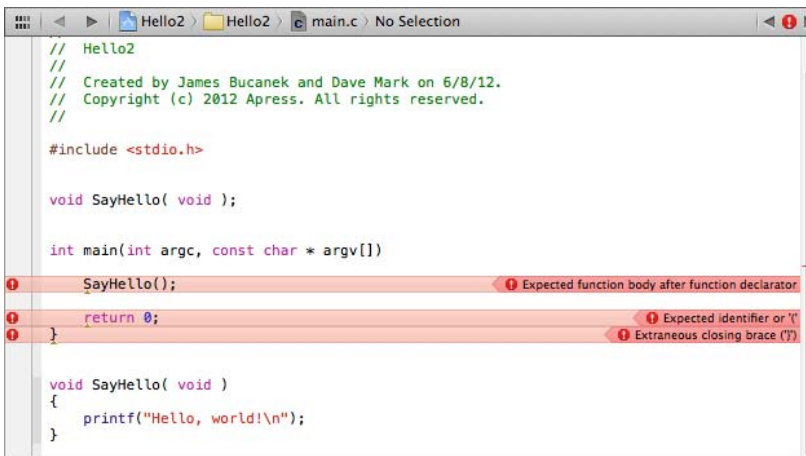 Hello2 › Hello2 › main.c › No Selection
//
// Hello2
//
// Created by James Bucanek and Dave Mark on 6/8/12.
// Copyright (c) 2012 Apress. All rights reserved.
//
#include <stdio.h>
void SayHello( void );
int main(int argc, const char * argv[])
SayHello(); Expected function body after function declarator
return 0; Expected identifier or '('
} Extraneous closing brace ('}')
void SayHello( void )
{
printf("Hello, world!\n");
}